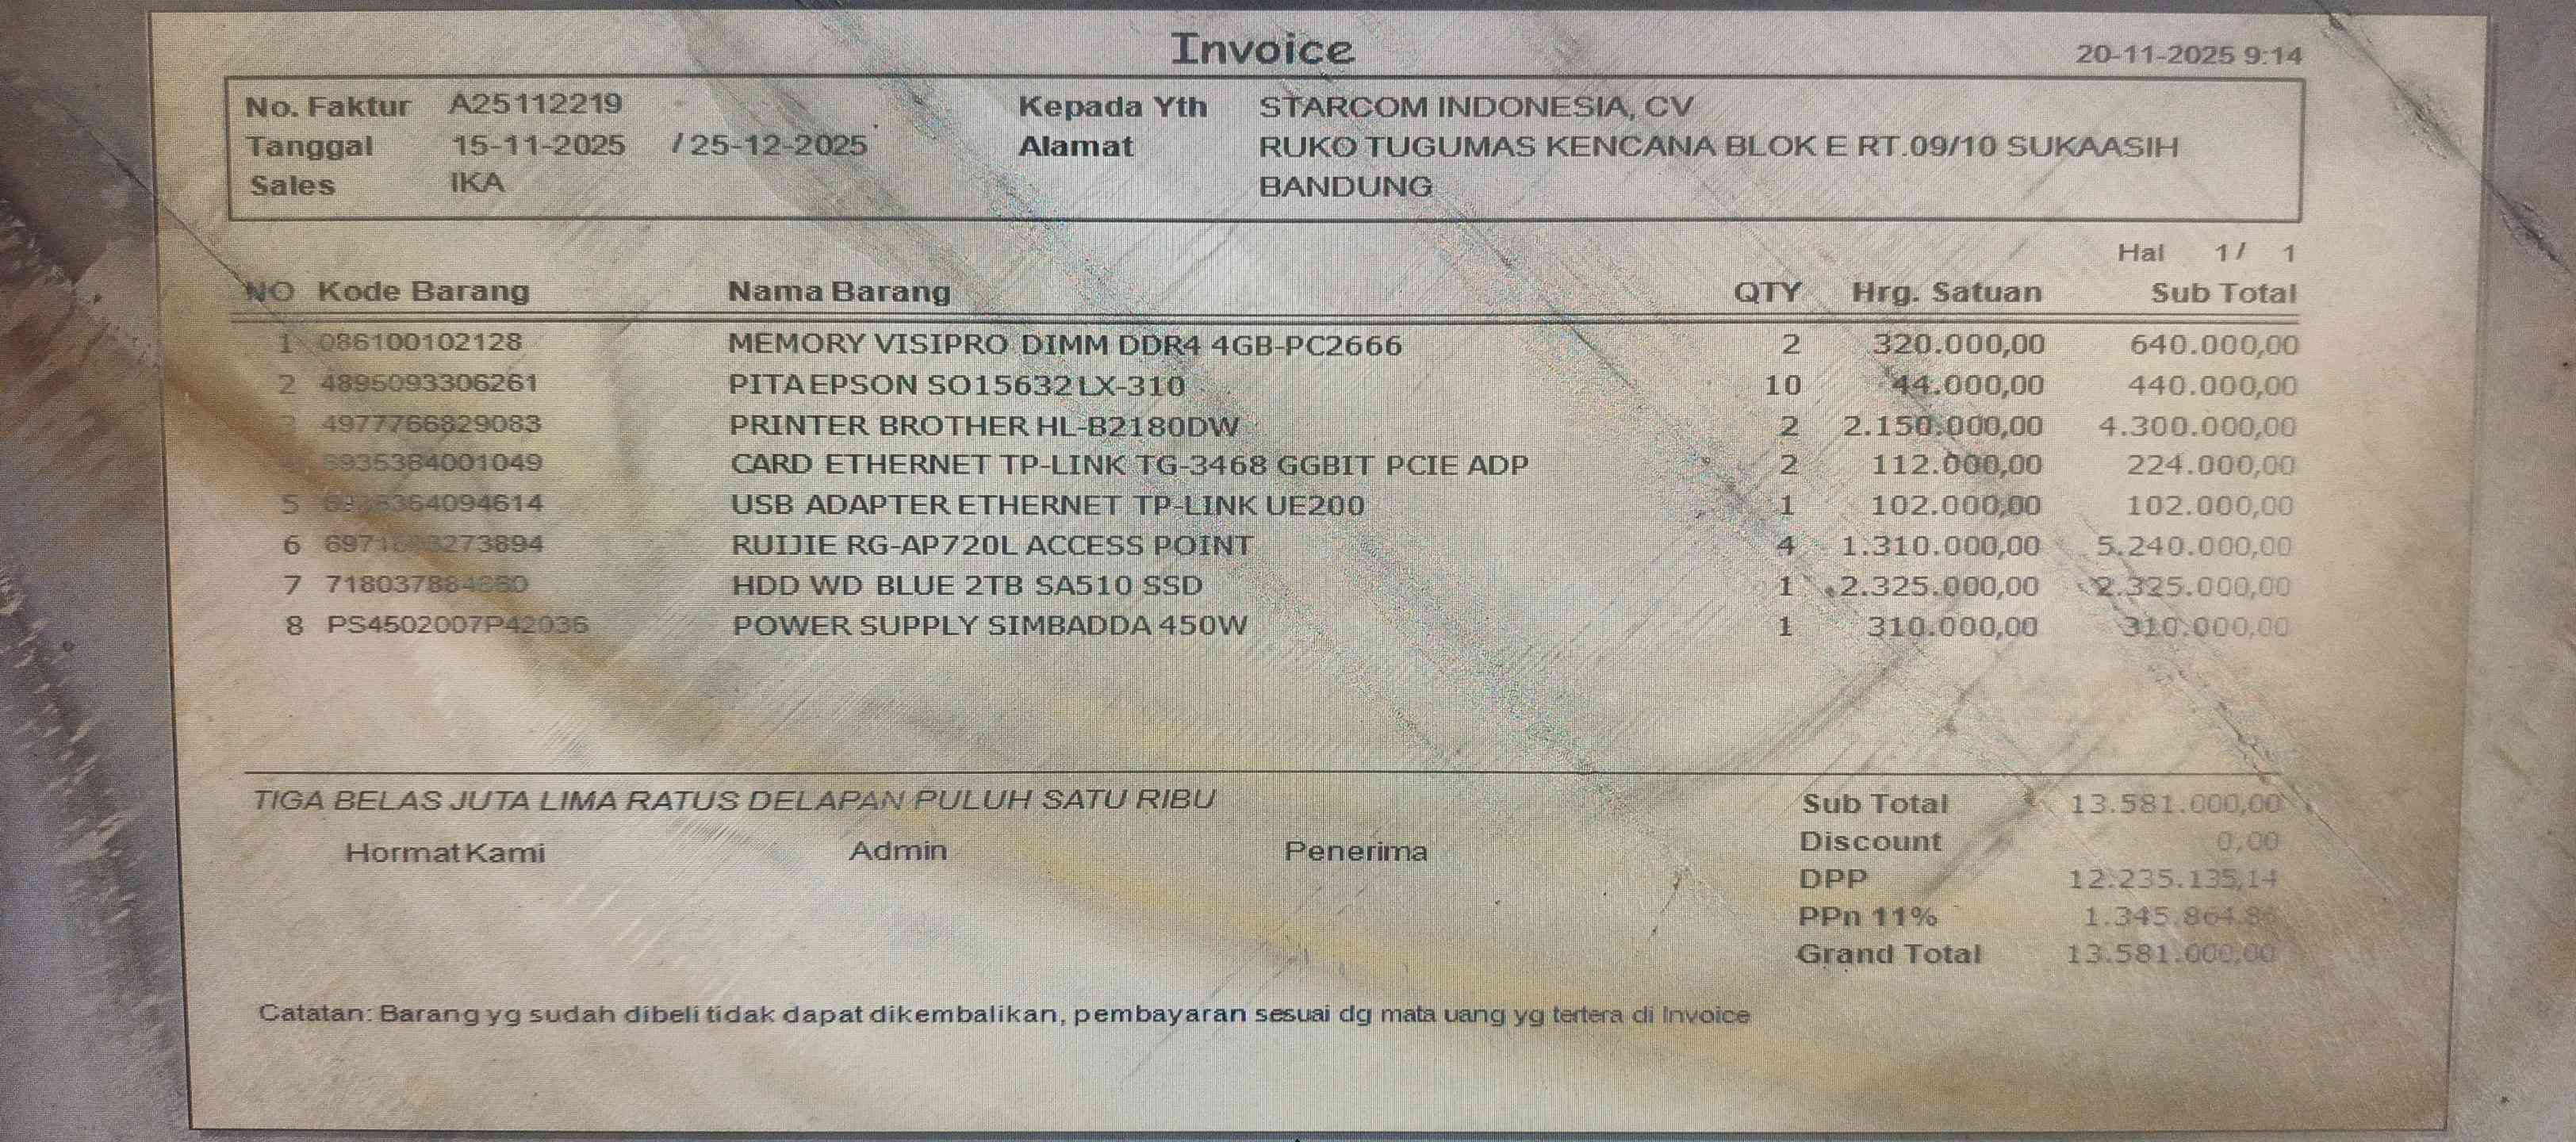 Invoice
20-11-2025 9:14
No. Faktur A25112219 Kepada Yth STARCOM INDONESIA, CV
Tanggal 15-11-2025 / 25-12-2025 Alamat RUKO TUGUMAS KENCANA BLOK E RT.09/10 SUKAASIH
Sales IKA BANDUNG
Hal 1/ 1
NO Kode Barang Nama Barang QTY Hrg. Satuan Sub Total
1 086100102128 MEMORY VISIPRO DIMM DDR4 4GB-PC2666 2 320.000,00 640.000,00
2 4895093306261 PITA EPSON SO15632 LX-310 10 44.000,00 440.000,00
3 4977766829083 PRINTER BROTHER HL-B2180DW 2 2.150.000,00 4.300.000,00
CARD ETHERNET TP-LINK TG-3468 GGBIT PCIE ADP 2 112.000,00 224.000,00
5 USB ADAPTER ETHERNET TP-LINK UE200 1 102.000,00 102.000,00
6 RUIJIE RG-AP720L ACCESS POINT 4 1.310.000,00 5.240.000,00
7 HDD WD BLUE 2TB SA510 SSD 1 2.325.000,00 2.325.000,00
8 PS4502007P42036 POWER SUPPLY SIMBADDA 450W 1 310.000,00 310.000,00
TIGA BELAS JUTA LIMA RATUS DELAPAN PULUH SATU RIBU Sub Total 13.581.000,00
Discount 0,00
Hormat Kami Admin Penerima
DPP 12.235.135,14
PPn 11% 1.345.864,86
Grand Total 13.581.000,00
Catatan: Barang yg sudah dibeli tidak dapat dikembalikan, pembayaran sesuai dg mata uang yg tertera di Invoice